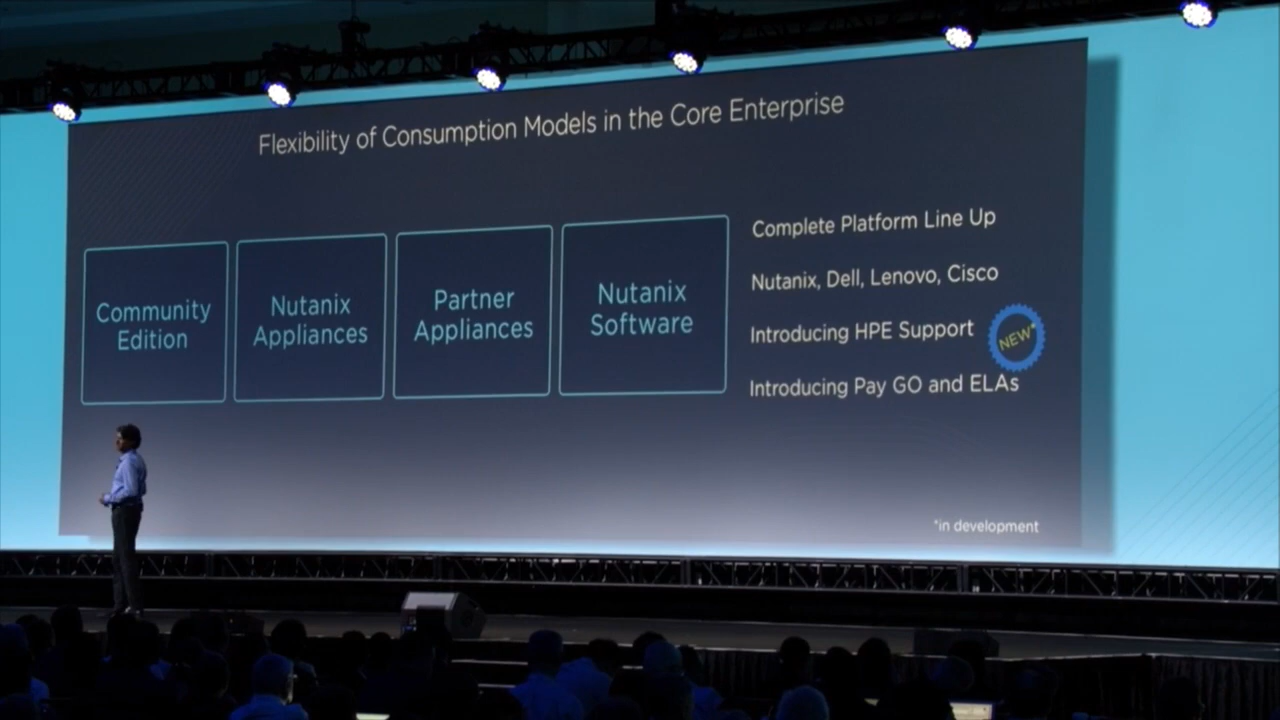 Flexibility of Consumption Models in the Core Enterprise
Community
Edition
Nutanix
Appliances
Partner
Appliances
Nutanix
Software
Complete Platform Line Up
Nutanix, Dell, Lenovo, Cisco
Introducing HPE Support
NEW*
Introducing Pay GO and ELAs
*in development